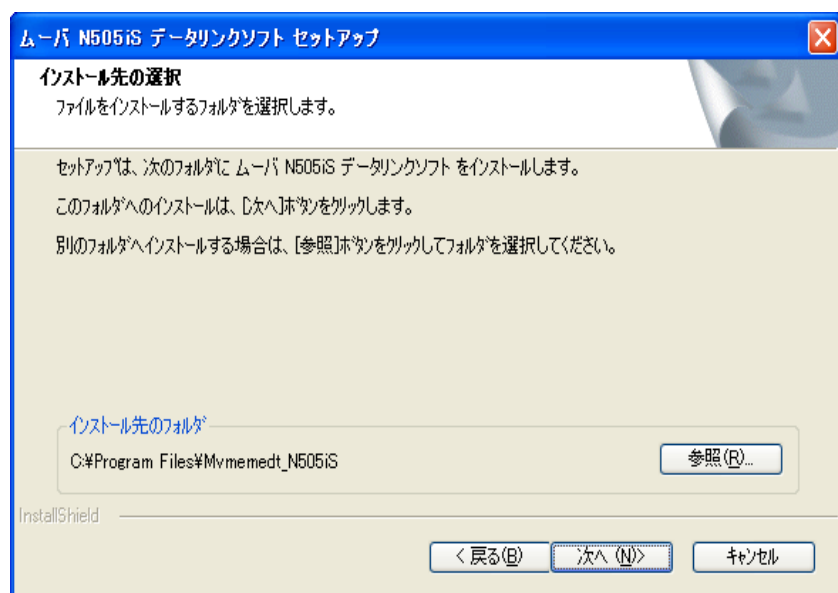 ムーバ N505iS データリンクソフト セットアップ
インストール先の選択
ファイルをインストールするフォルダを選択します。
セットアップは、次のフォルダに ムーバ N505iS データリンクソフト をインストールします。
このフォルダへのインストールは、[次へ]ボタンをクリックします。
別のフォルダへインストールする場合は、[参照]ボタンをクリックしてフォルダを選択してください。
インストール先のフォルダ
C:¥Program Files¥Mvmemedt_N505iS
参照(R)...
InstallShield
< 戻る(B)
次へ (N)>
キャンセル